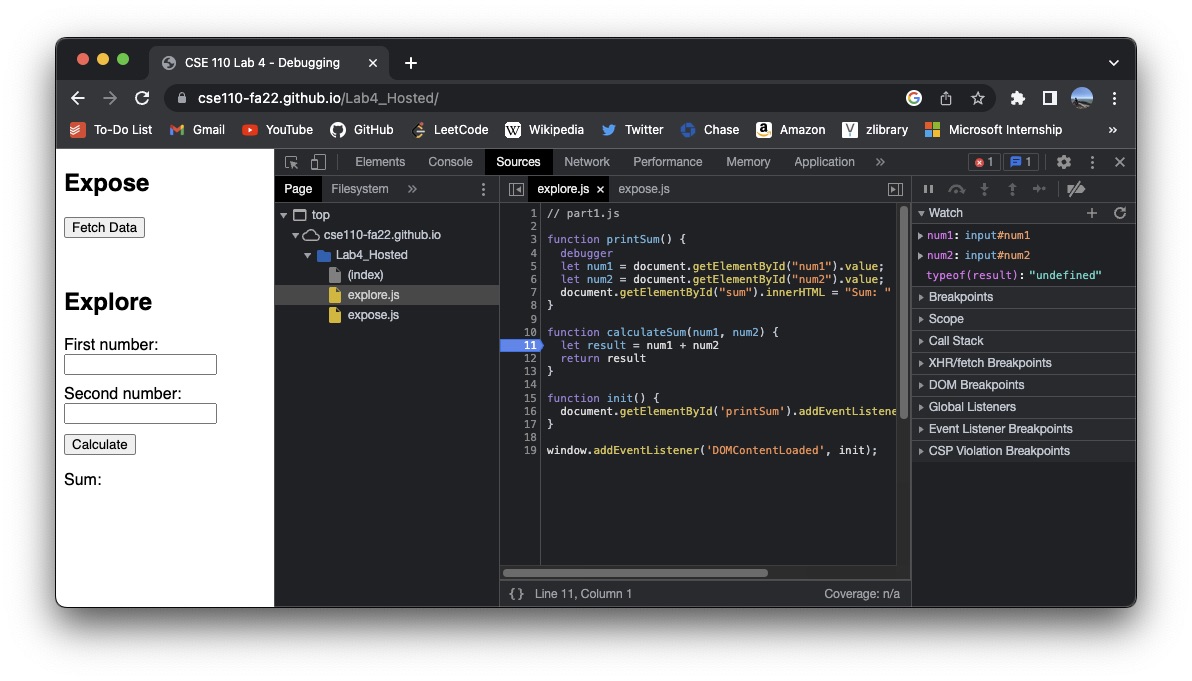 CSE 110 Lab 4 - Debugging
cse110-fa22.github.io/Lab4_Hosted/
To-Do List Gmail YouTube GitHub LeetCode Wikipedia Twitter Chase Amazon zlibrary Microsoft Internship »
Expose
Fetch Data
Explore
First number:
Second number:
Calculate
Sum:
Elements Console Sources Network Performance Memory Application » 1 1
Page Filesystem »
top
cse110-fa22.github.io
Lab4_Hosted
(index)
explore.js
expose.js
explore.js expose.js
1 // part1.js
2
3 function printSum() {
4 debugger
5 let num1 = document.getElementById("num1").value;
6 let num2 = document.getElementById("num2").value;
7 document.getElementById("sum").innerHTML = "Sum: "
8 }
9
10 function calculateSum(num1, num2) {
11 let result = num1 + num2
12 return result
13 }
14
15 function init() {
16 document.getElementById('printSum').addEventListene
17 }
18
19 window.addEventListener('DOMContentLoaded', init);
{} Line 11, Column 1 Coverage: n/a
Watch
num1: input#num1
num2: input#num2
typeof(result): "undefined"
Breakpoints
Scope
Call Stack
XHR/fetch Breakpoints
DOM Breakpoints
Global Listeners
Event Listener Breakpoints
CSP Violation Breakpoints